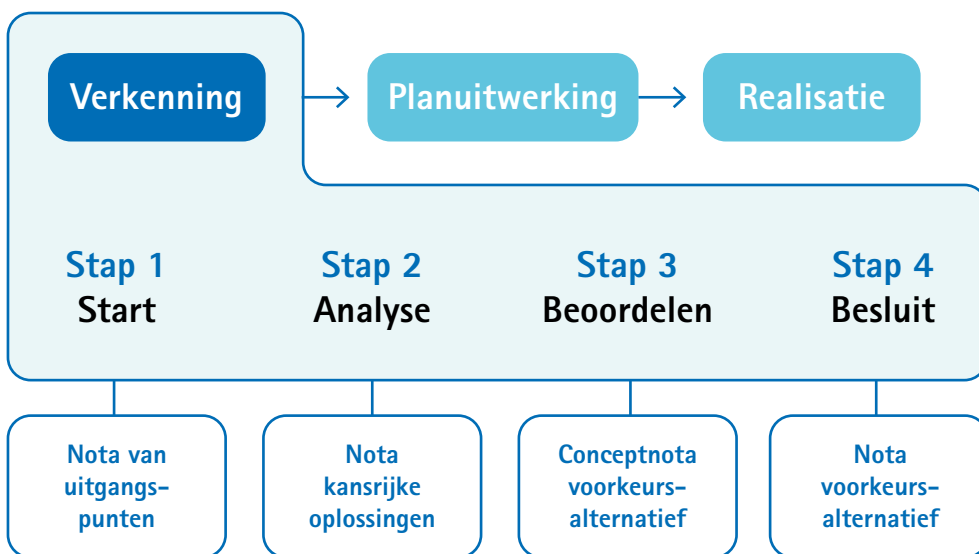 Verkenning
Planuitwerking
Realisatie
Stap 1
Start
Stap 2
Analyse
Stap 3
Beoordelen
Stap 4
Besluit
Nota van
uitgangs-
punten
Nota
kansrijke
oplossingen
Conceptnota
voorkeurs-
alternatief
Nota
voorkeurs-
alternatief